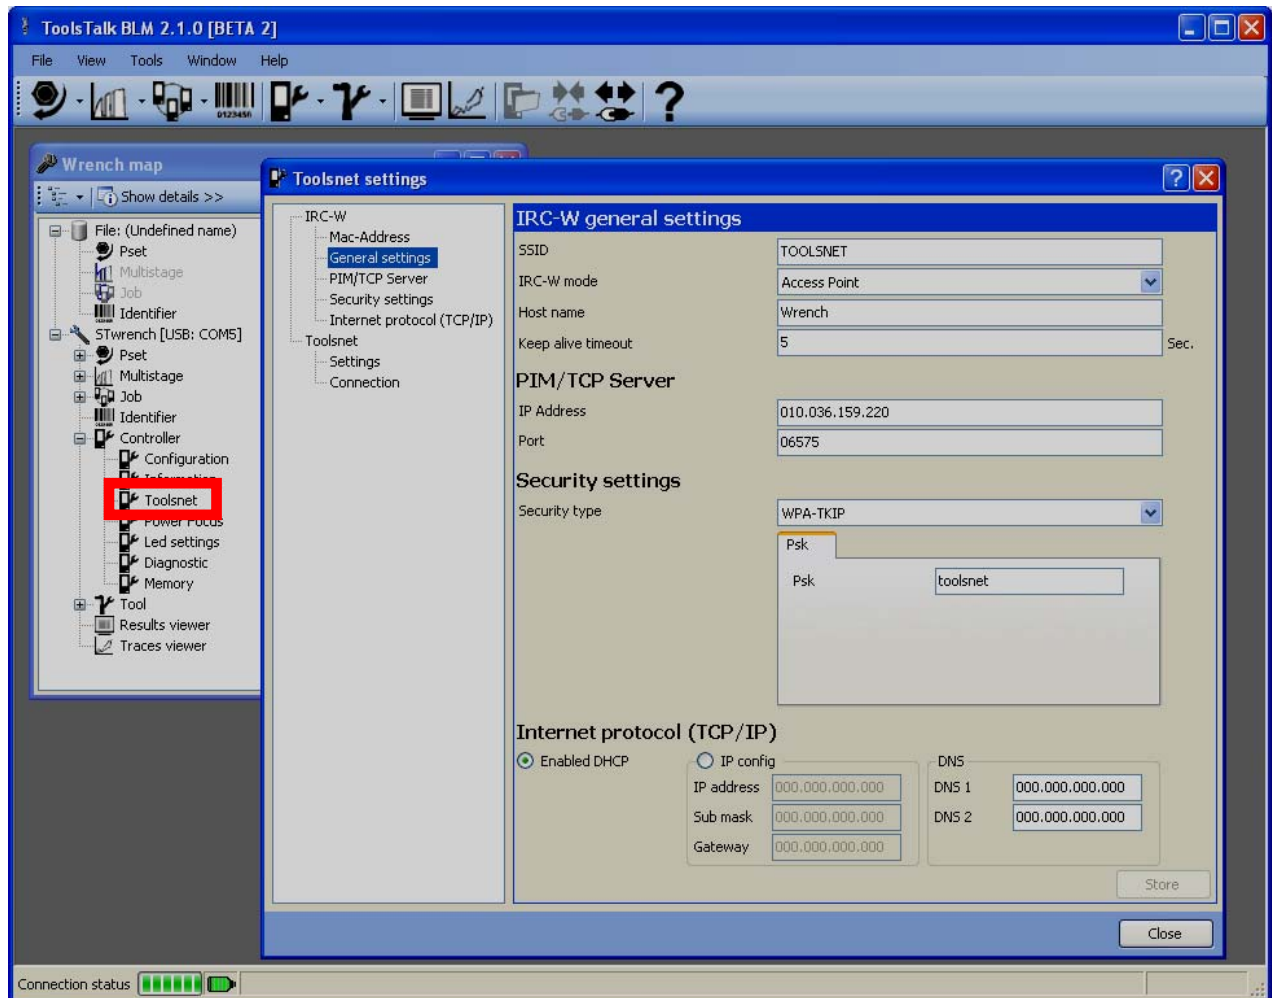 ToolsTalk BLM 2.1.0 [BETA 2]
File View Tools Window Help
0123456
Wrench map
Show details >>
File: (Undefined name)
Pset
Multistage
Job
Identifier
STwrench [USB: COM5]
Pset
Multistage
Job
Identifier
Controller
Configuration
Information
Toolsnet
Power Focus
Led settings
Diagnostic
Memory
Tool
Results viewer
Traces viewer
Toolsnet settings
IRC-W
Mac-Address
General settings
PIM/TCP Server
Security settings
Internet protocol (TCP/IP)
Toolsnet
Settings
Connection
IRC-W general settings
SSID TOOLSNET
IRC-W mode Access Point
Host name Wrench
Keep alive timeout 5 Sec.
PIM/TCP Server
IP Address 010.036.159.220
Port 06575
Security settings
Security type WPA-TKIP
Psk
Psk toolsnet
Internet protocol (TCP/IP)
Enabled DHCP IP config DNS
IP address 000.000.000.000 DNS 1 000.000.000.000
Sub mask 000.000.000.000 DNS 2 000.000.000.000
Gateway 000.000.000.000
Store
Close
Connection status